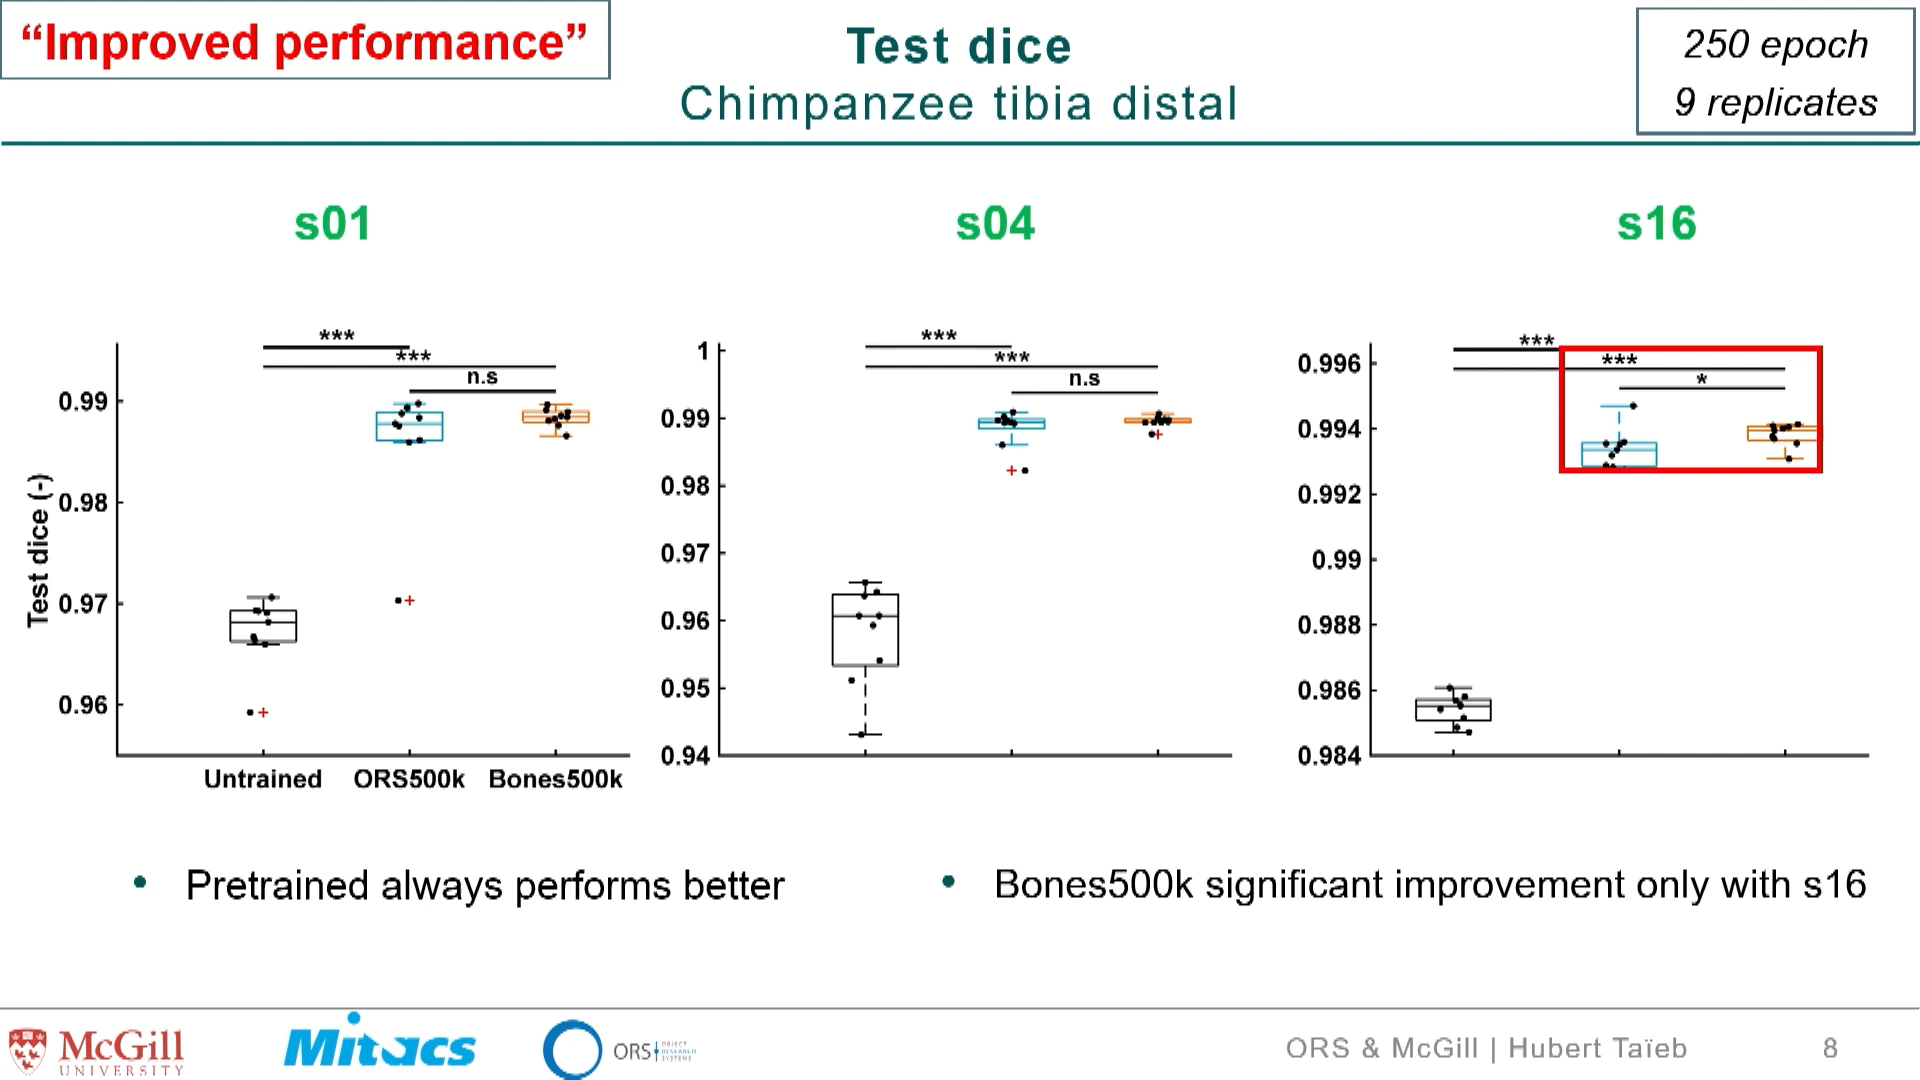 “Improved performance”
Test dice
Chimpanzee tibia distal
250 epoch
9 replicates
s01
s04
s16
***
***
n.s
0.99
0.98
0.97
0.96
Test dice (-)
Untrained
ORS500k
Bones500k
***
***
n.s
1
0.99
0.98
0.97
0.96
0.95
0.94
***
***
*
0.996
0.994
0.992
0.99
0.988
0.986
0.984
• Pretrained always performs better
• Bones500k significant improvement only with s16
McGill
UNIVERSITY
Mitacs
ORS
OBJECT
RESEARCH
SYSTEMS
ORS & McGill | Hubert Taïeb
8